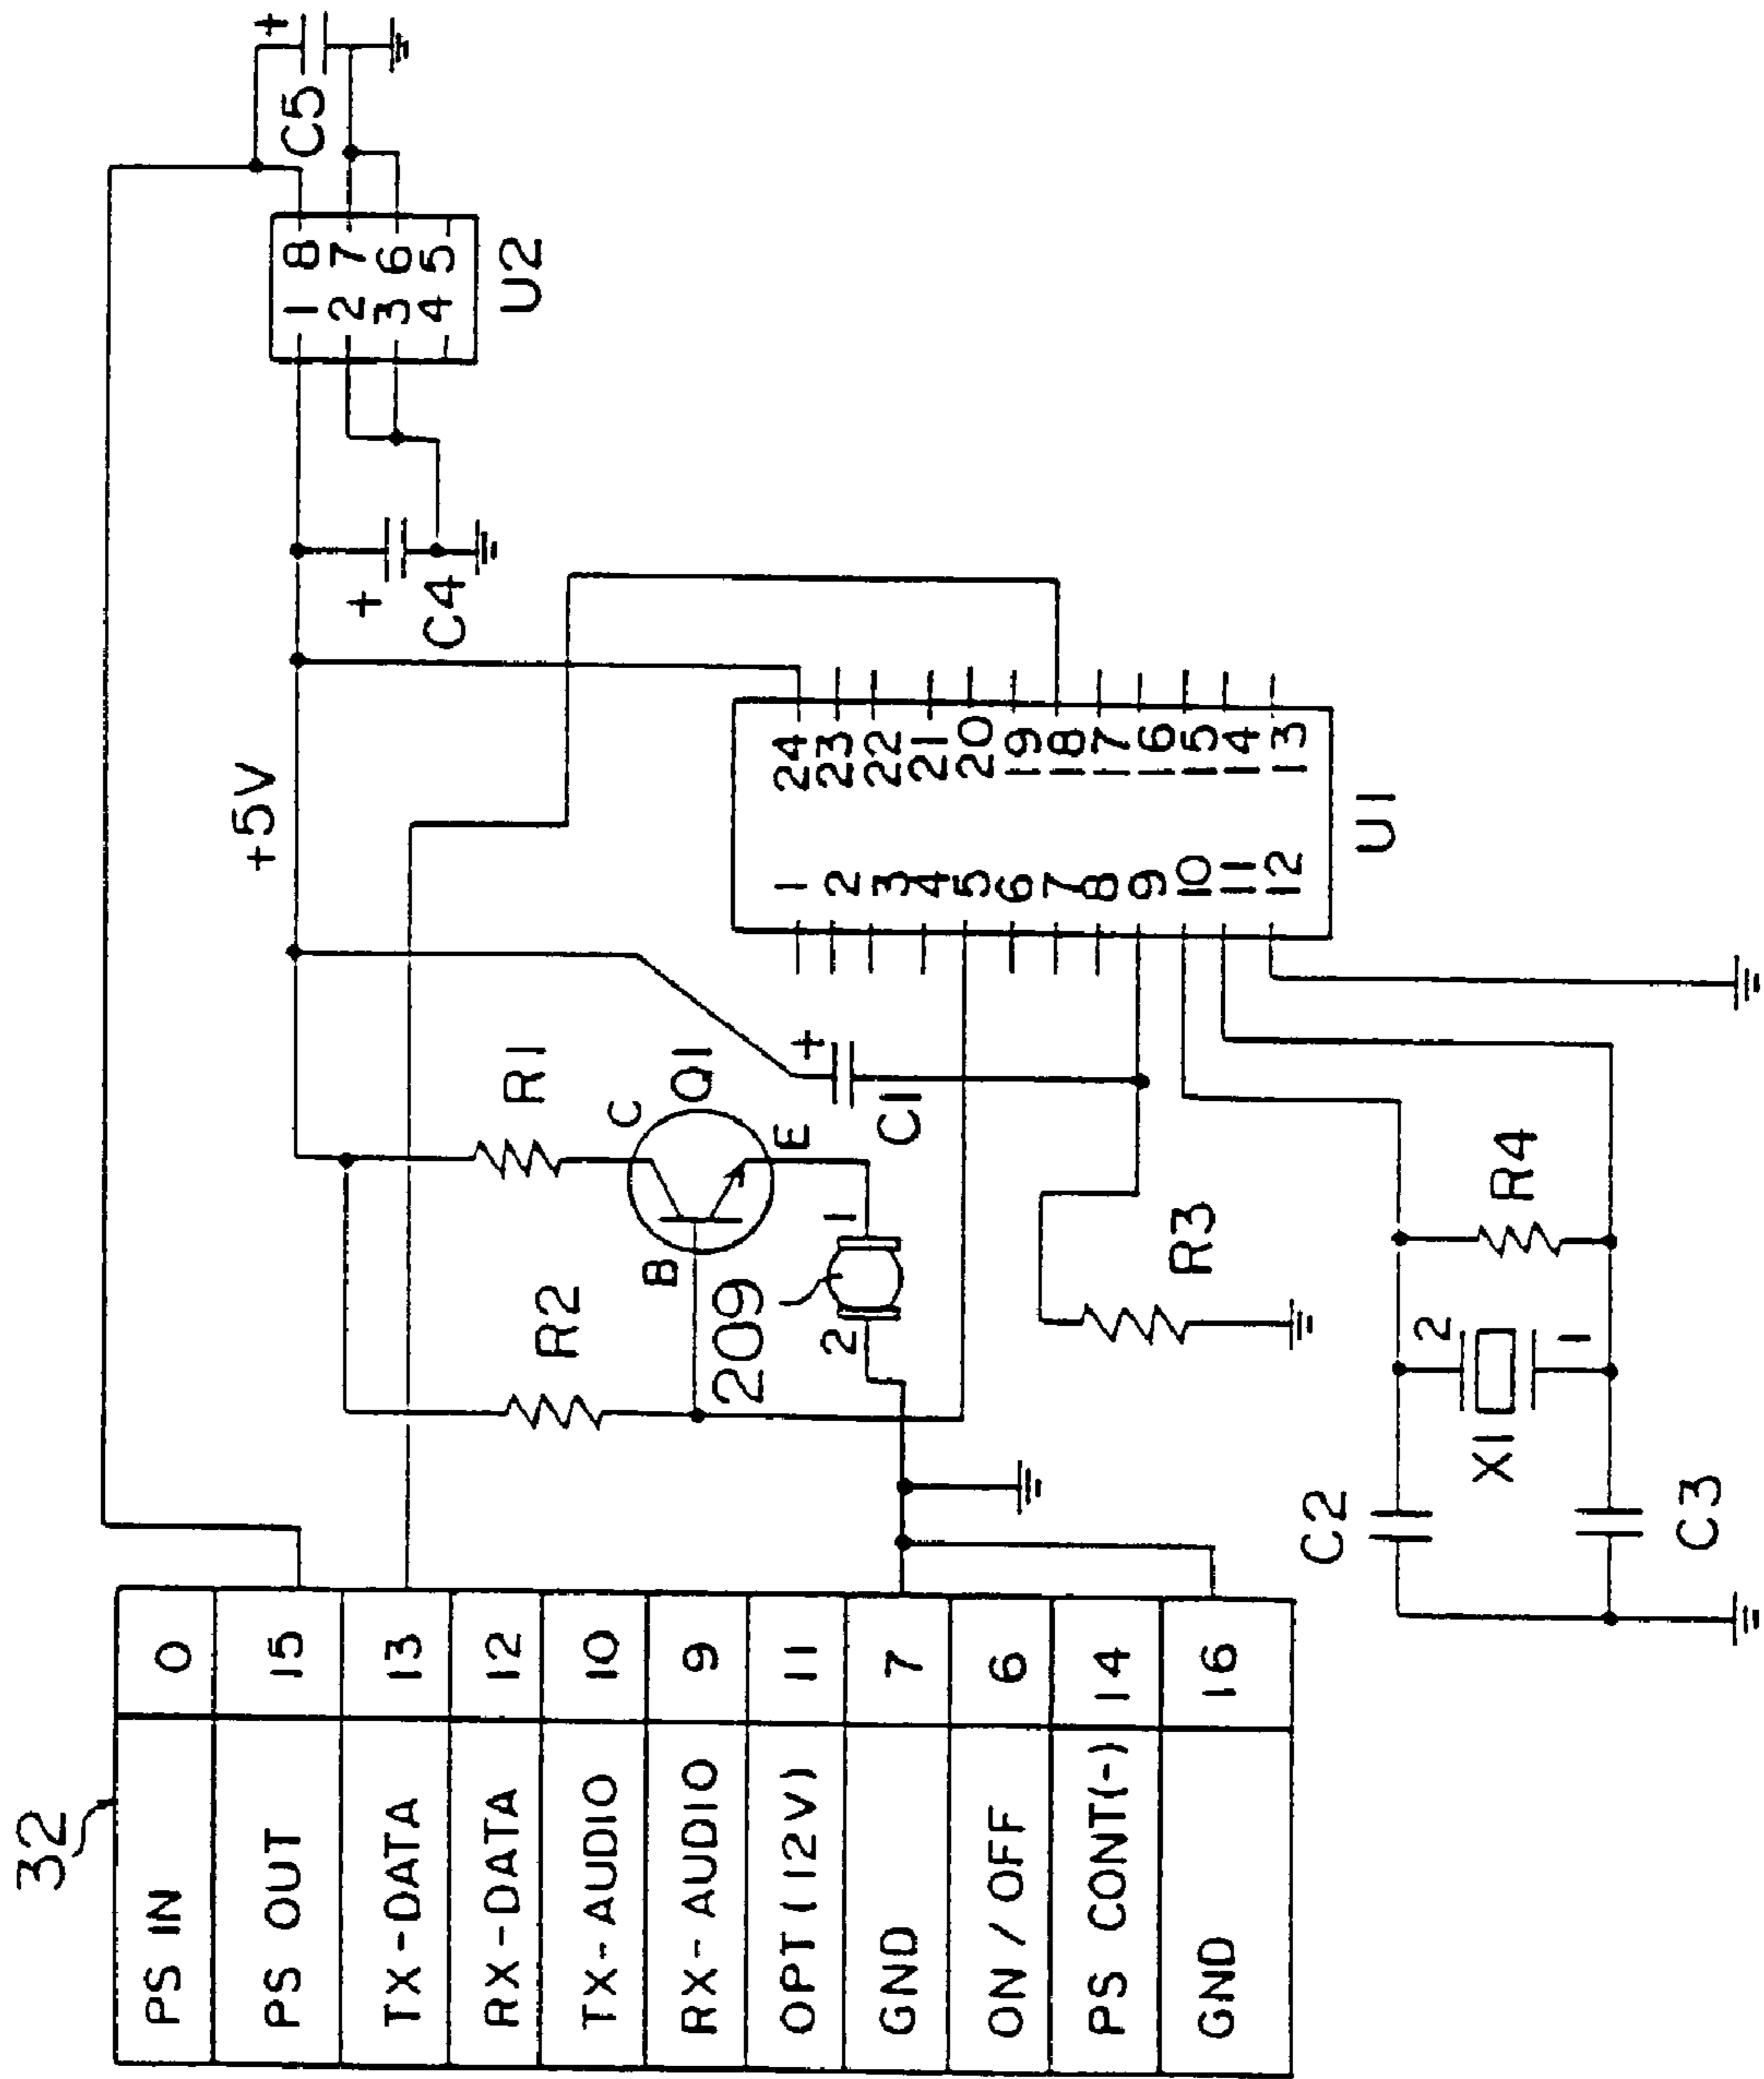 32
PS IN 0
PS OUT 15
TX-DATA 13
RX-DATA 12
TX-AUDIO 10
RX-AUDIO 9
OPT(12V) 11
GND 7
ON/OFF 6
PS CONT(-) 14
GND 16
+5V
R1
R2
C
B
E
Q1
209
1
2
+
C1
R3
C2
C3
X1
2
1
R4
U1
1 24
2 23
3 22
4 21
5 20
6 19
7 18
8 17
9 16
10 15
11 14
12 13
+
C4
U2
1 8
2 7
3 6
4 5
C5
+